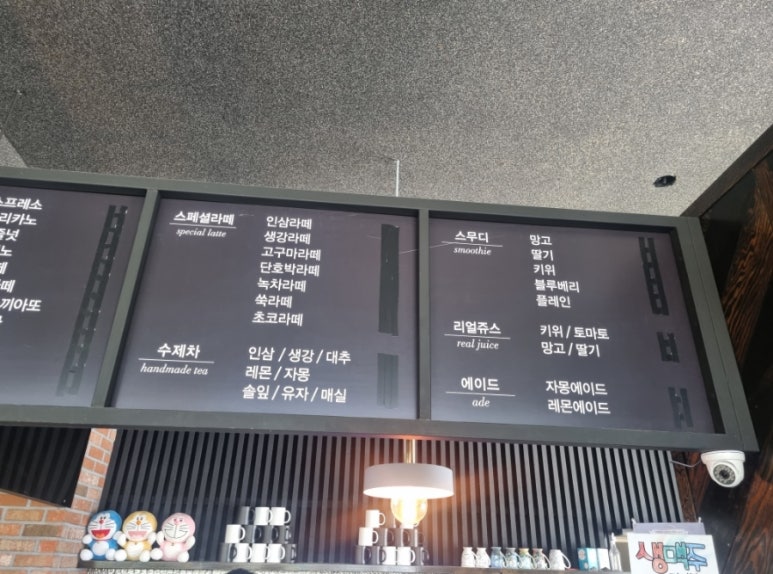 스페셜라떼
special latte
인삼라떼
생강라떼
고구마라떼
단호박라떼
녹차라떼
쑥라떼
초코라떼
수제차
handmade tea
인삼 / 생강 / 대추
레몬 / 자몽
솔잎 / 유자 / 매실
스무디
smoothie
망고
딸기
키위
블루베리
플레인
리얼쥬스
real juice
키위 / 토마토
망고 / 딸기
에이드
ade
자몽에이드
레몬에이드
생맥주